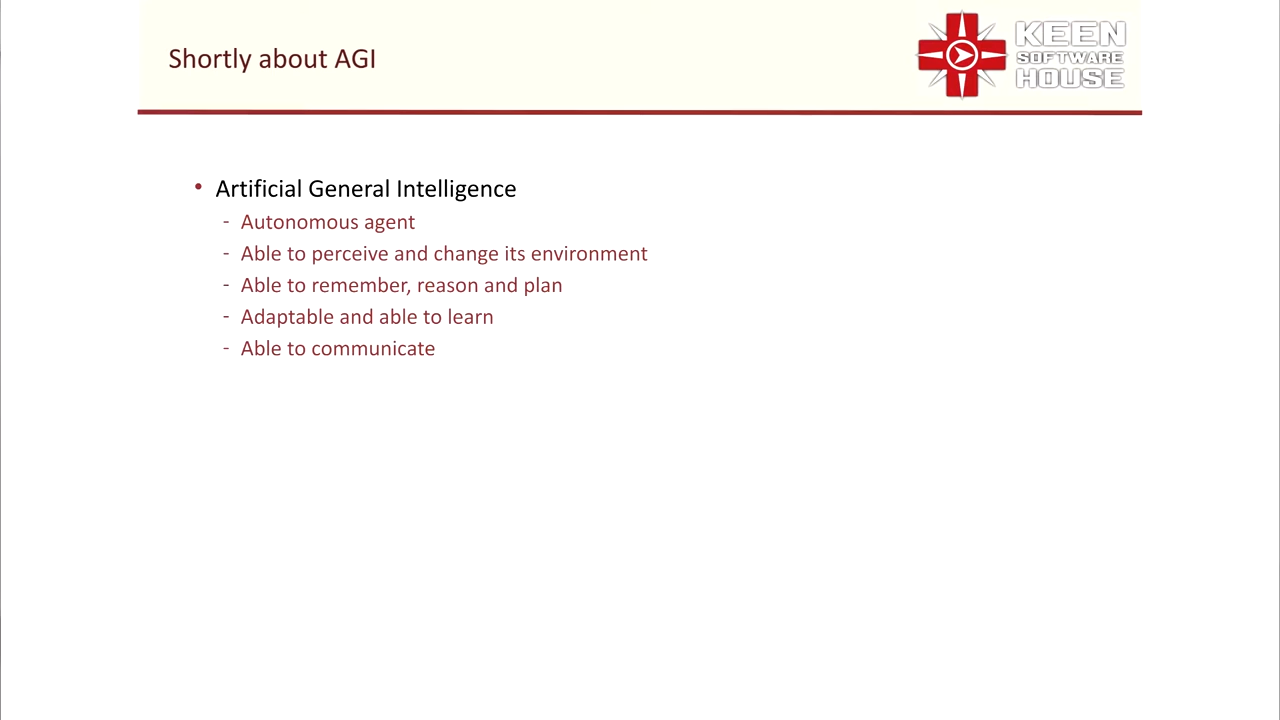 Shortly about AGI
KEEN
SOFTWARE
HOUSE
• Artificial General Intelligence
- Autonomous agent
- Able to perceive and change its environment
- Able to remember, reason and plan
- Adaptable and able to learn
- Able to communicate